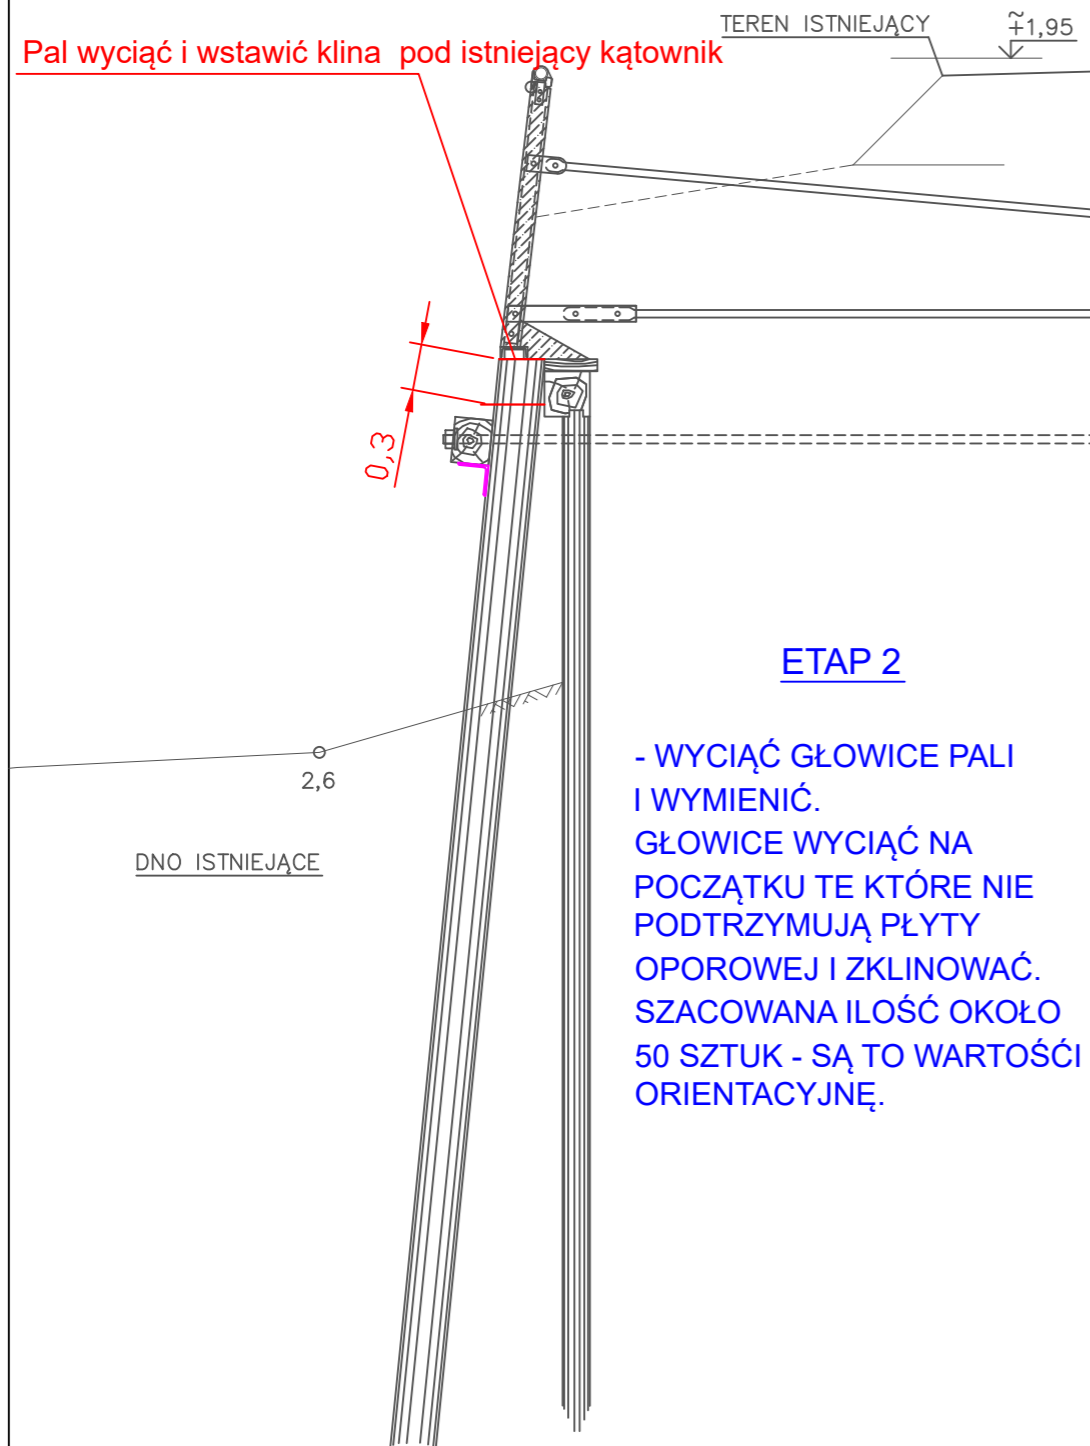 TEREN ISTNIEJĄCY
~+1,95
Pal wyciąć i wstawić klina pod istniejący kątownik
0,3
2,6
DNO ISTNIEJĄCE
ETAP 2
- WYCIĄĆ GŁOWICE PALI
I WYMIENIĆ.
GŁOWICE WYCIĄĆ NA
POCZĄTKU TE KTÓRE NIE
PODTRZYMUJĄ PŁYTY
OPOROWEJ I ZKLINOWAĆ.
SZACOWANA ILOŚĆ OKOŁO
50 SZTUK - SĄ TO WARTOŚĆI
ORIENTACYJNĘ.